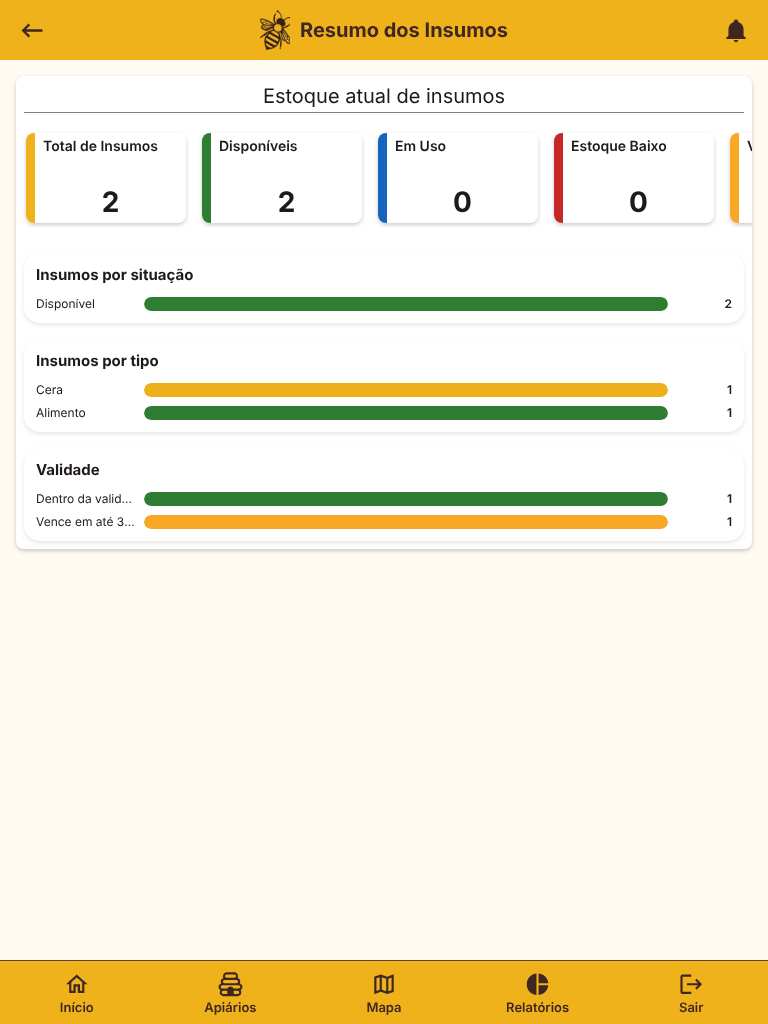 Resumo dos Insumos
Estoque atual de insumos
Total de Insumos
2
Disponíveis
2
Em Uso
0
Estoque Baixo
0
V
Insumos por situação
Disponível 2
Insumos por tipo
Cera 1
Alimento 1
Validade
Dentro da valid... 1
Vence em até 3... 1
Início
Apiários
Mapa
Relatórios
Sair